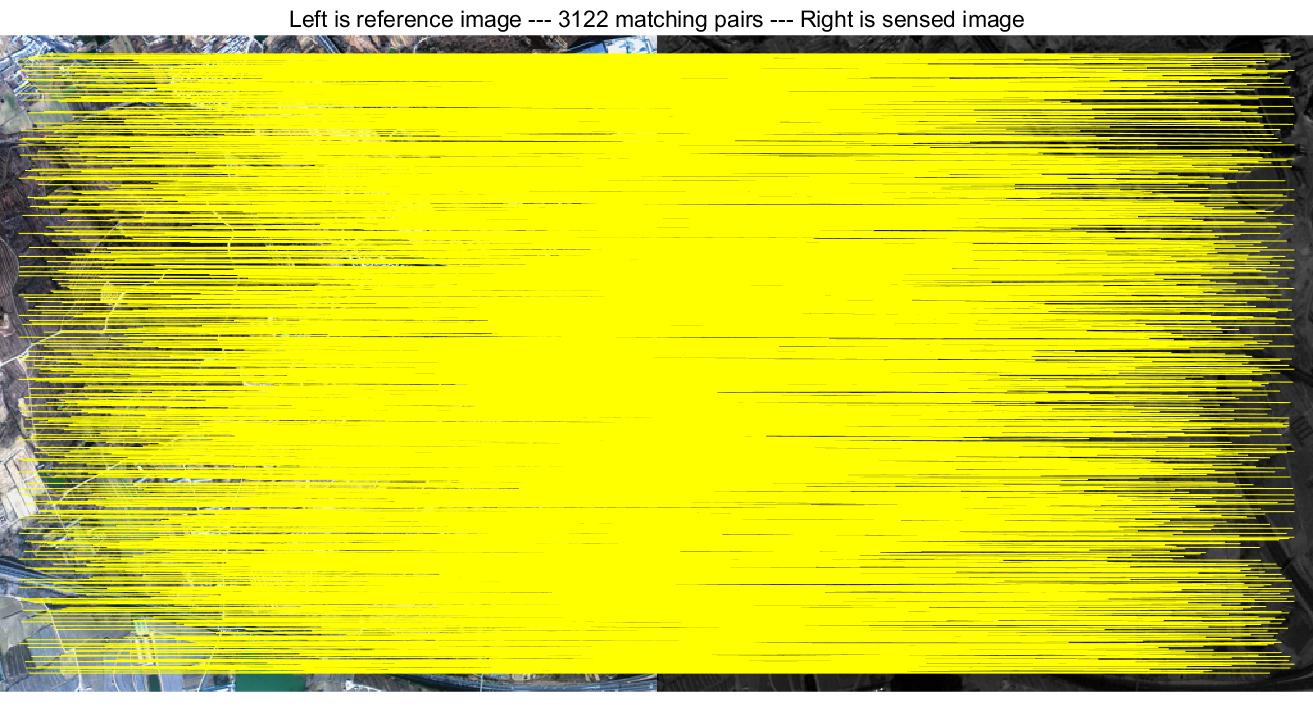 Left is reference image --- 3122 matching pairs --- Right is sensed image